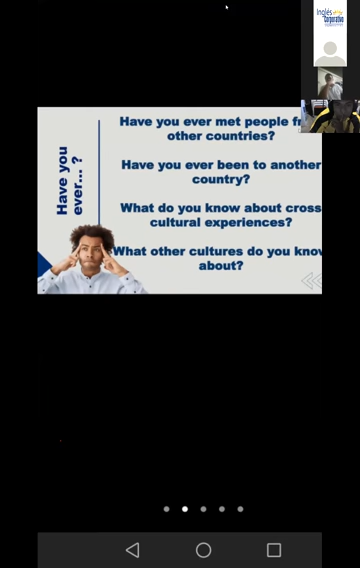 Inglés
Corporativo
Have you
ever... ?
Have you ever met people fr
other countries?
Have you ever been to another
country?
What do you know about cross
cultural experiences?
What other cultures do you know
about?